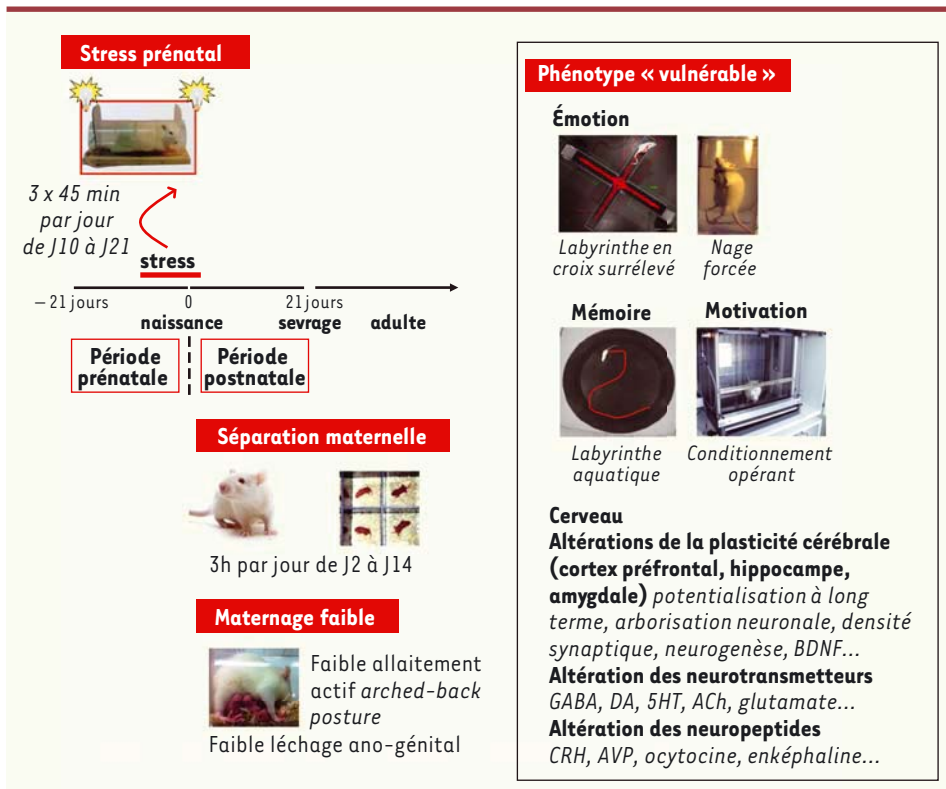 Stress prénatal
3 x 45 min
par jour
de J10 à J21
stress
– 21 jours
0
21 jours
naissance
sevrage
adulte
Période
prénatale
Période
postnatale
Séparation maternelle
3h par jour de J2 à J14
Maternage faible
Faible allaitement
actif arched-back
posture
Faible léchage ano-génital
Phénotype « vulnérable »
Émotion
Labyrinthe en
croix surrélevé
Nage
forcée
Mémoire
Motivation
Labyrinthe
aquatique
Conditionnement
opérant
Cerveau
Altérations de la plasticité cérébrale
(cortex préfrontal, hippocampe,
amygdale) potentialisation à long
terme, arborisation neuronale, densité
synaptique, neurogenèse, BDNF...
Altération des neurotransmetteurs
GABA, DA, 5HT, ACh, glutamate...
Altération des neuropeptides
CRH, AVP, ocytocine, enképhaline...